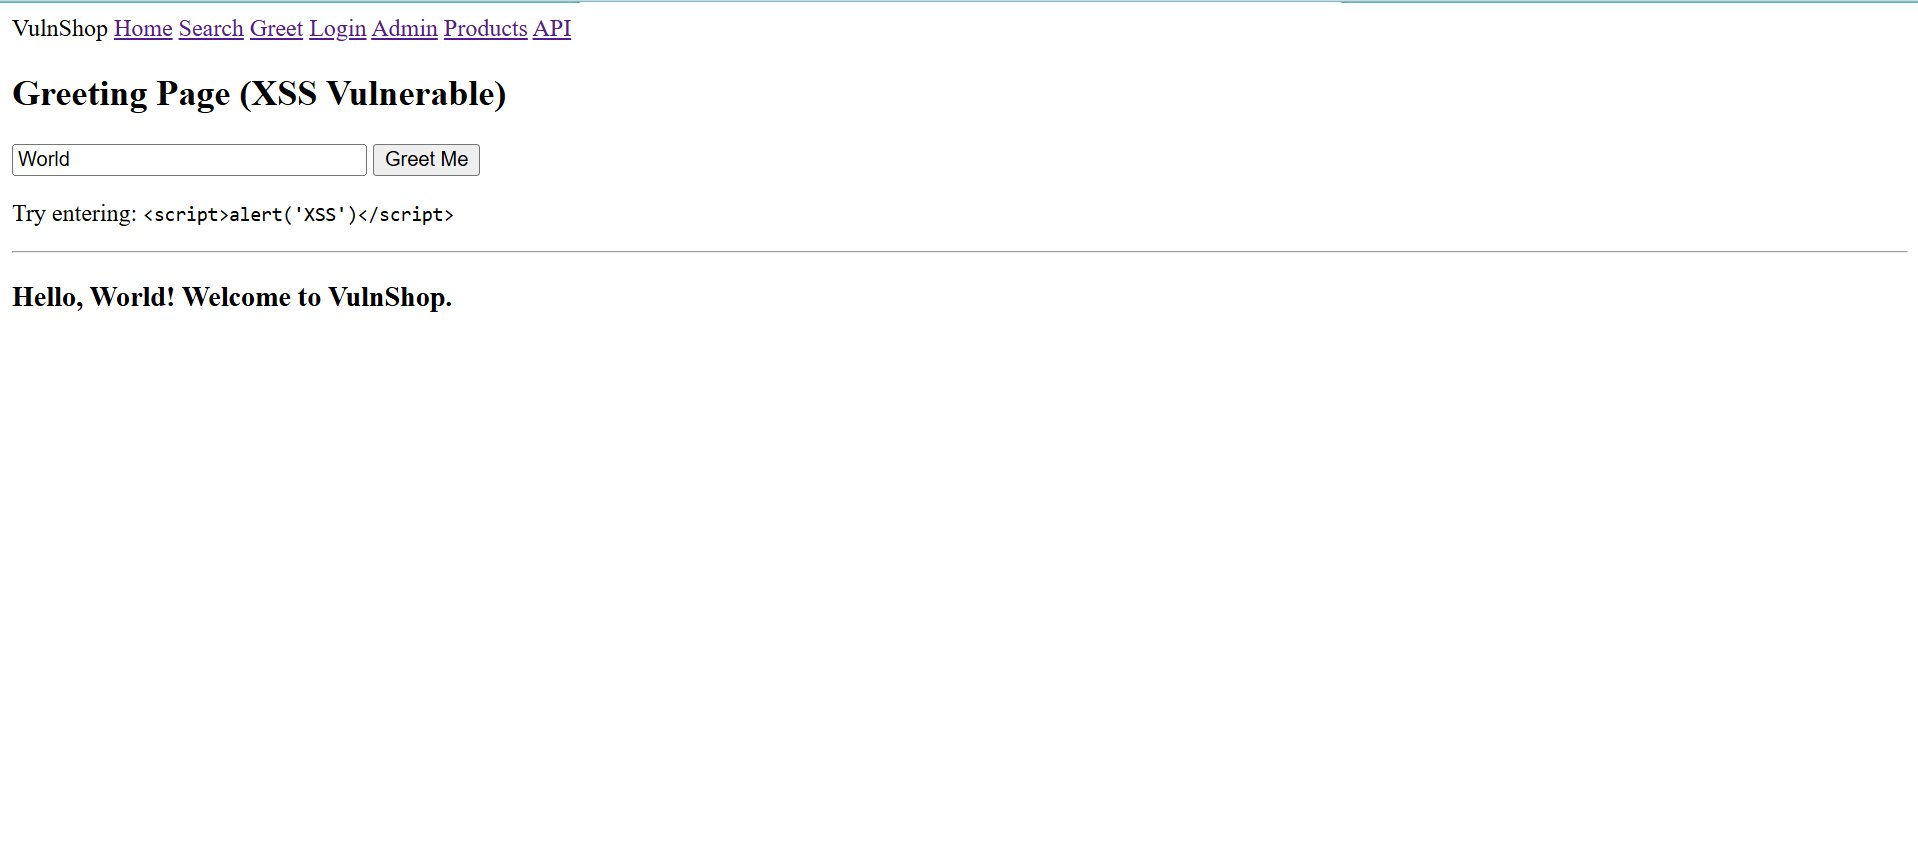 VulnShop Home Search Greet Login Admin Products API
Greeting Page (XSS Vulnerable)
World Greet Me
Try entering: <script>alert('XSS')</script>
Hello, World! Welcome to VulnShop.